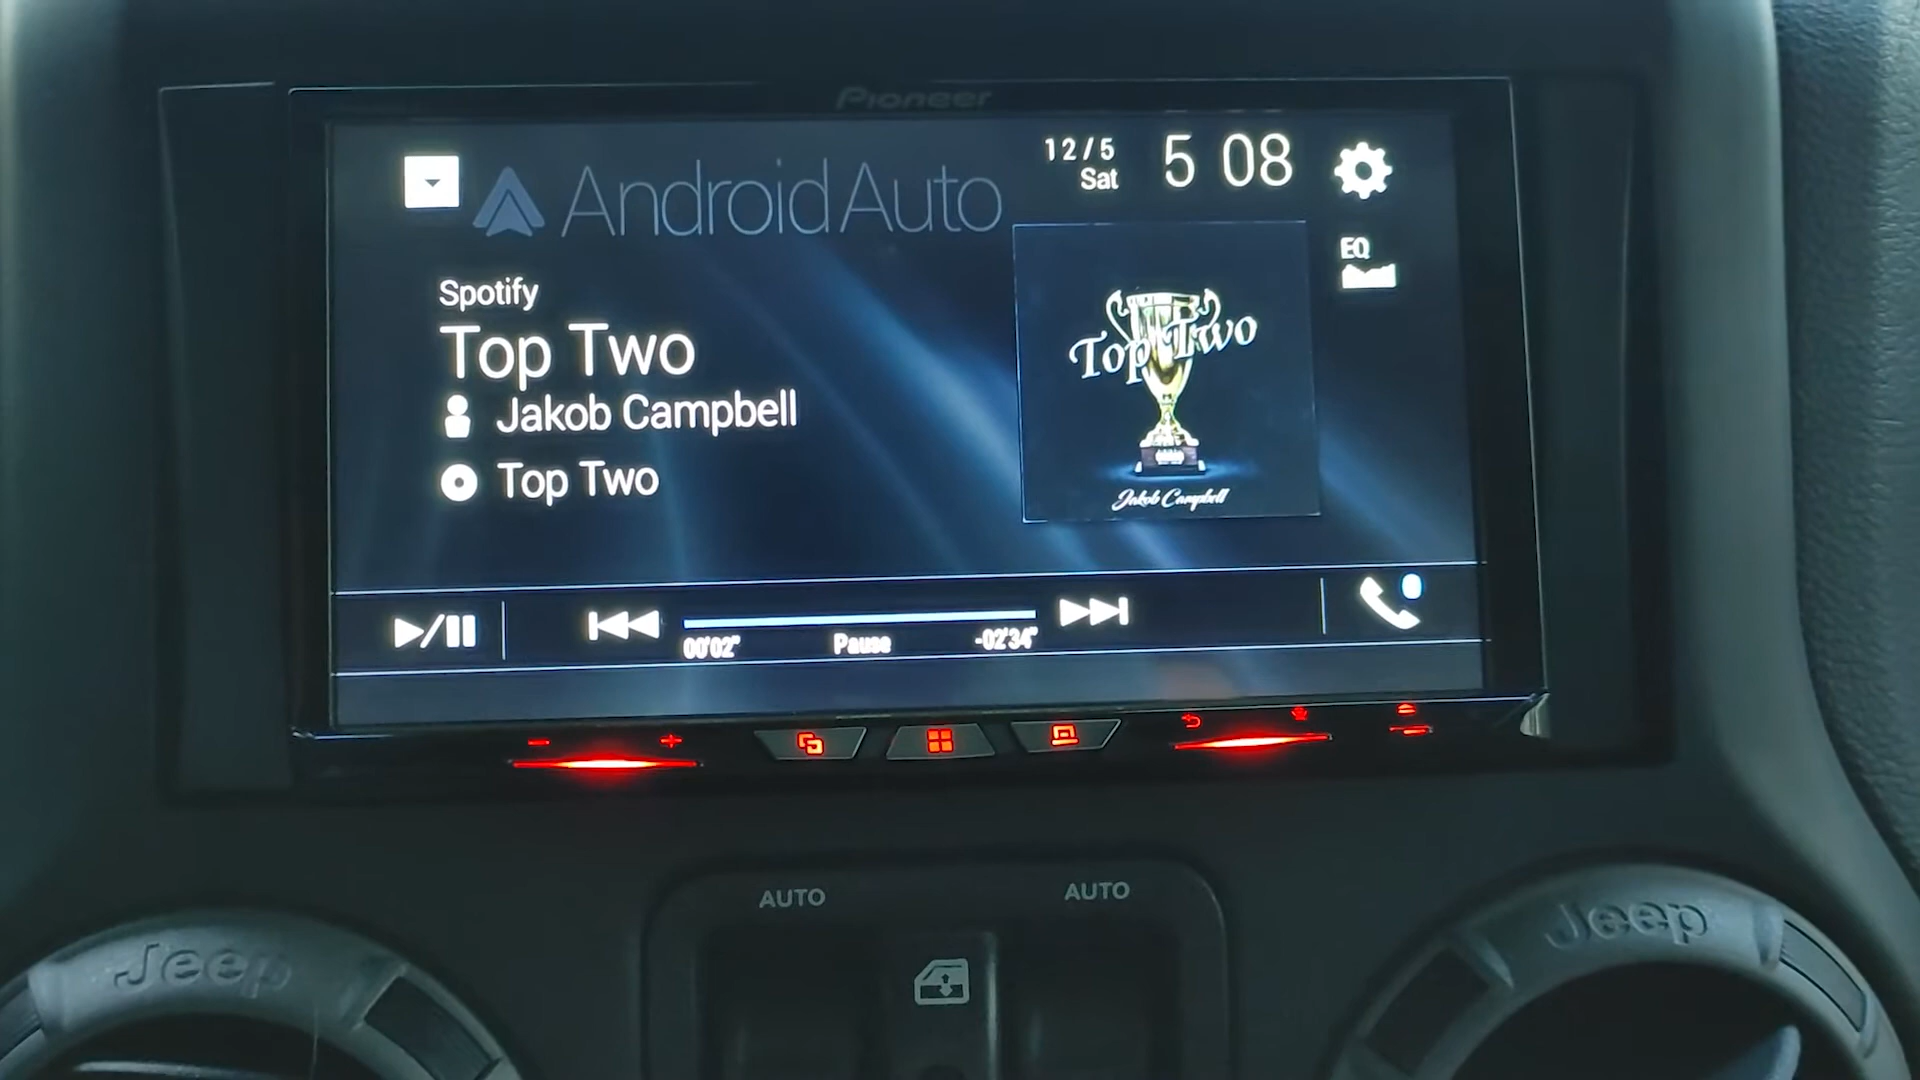 Pioneer
Android Auto
12/5
Sat
5 08
EQ
Spotify
Top Two
Jakob Campbell
Top Two
Top Two
Jakob Campbell
00'02"
Pause
-02'34"
AUTO
AUTO
Jeep
Jeep